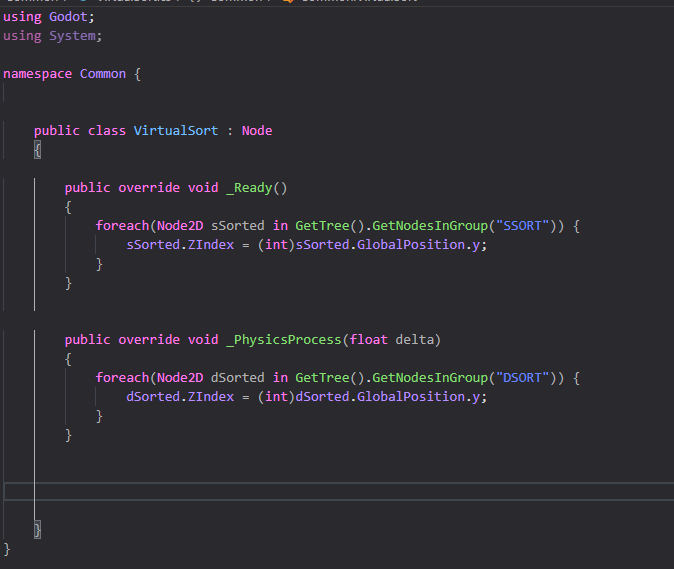 using Godot;
using System;
namespace Common {
public class VirtualSort : Node
{
public override void _Ready()
{
foreach(Node2D sSorted in GetTree().GetNodesInGroup("SSORT")) {
sSorted.ZIndex = (int)sSorted.GlobalPosition.y;
}
}
public override void _PhysicsProcess(float delta)
{
foreach(Node2D dSorted in GetTree().GetNodesInGroup("DSORT")) {
dSorted.ZIndex = (int)dSorted.GlobalPosition.y;
}
}
}
}